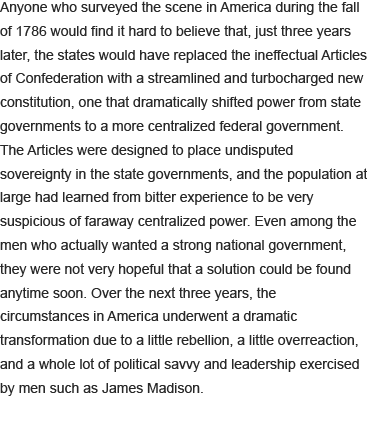 Anyone who surveyed the scene in America during the fall
of 1786 would find it hard to believe that, just three years
later, the states would have replaced the ineffectual Articles
of Confederation with a streamlined and turbocharged new
constitution, one that dramatically shifted power from state
governments to a more centralized federal government.
The Articles were designed to place undisputed
sovereignty in the state governments, and the population at
large had learned from bitter experience to be very
suspicious of faraway centralized power. Even among the
men who actually wanted a strong national government,
they were not very hopeful that a solution could be found
anytime soon. Over the next three years, the
circumstances in America underwent a dramatic
transformation due to a little rebellion, a little overreaction,
and a whole lot of political savvy and leadership exercised
by men such as James Madison.